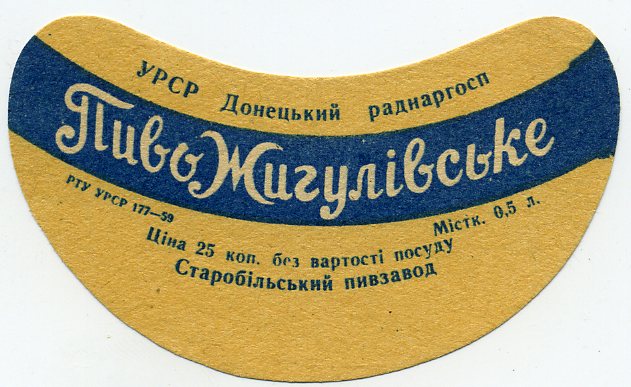 УРСР Донецький раднаргосп
Пиво Жигулівське
РТУ УРСР 177—59
Містк. 0,5 л.
Ціна 25 коп. без вартості посуду
Старобільський пивзавод